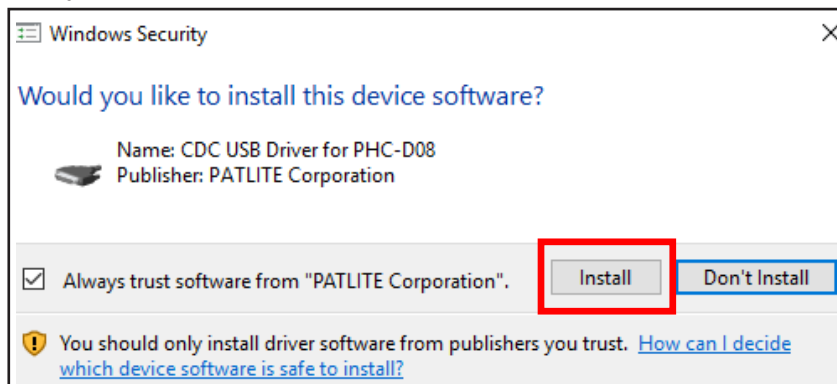 Windows Security
Would you like to install this device software?
Name: CDC USB Driver for PHC-D08
Publisher: PATLITE Corporation
Always trust software from "PATLITE Corporation".
Install
Don't Install
You should only install driver software from publishers you trust. How can I decide
which device software is safe to install?